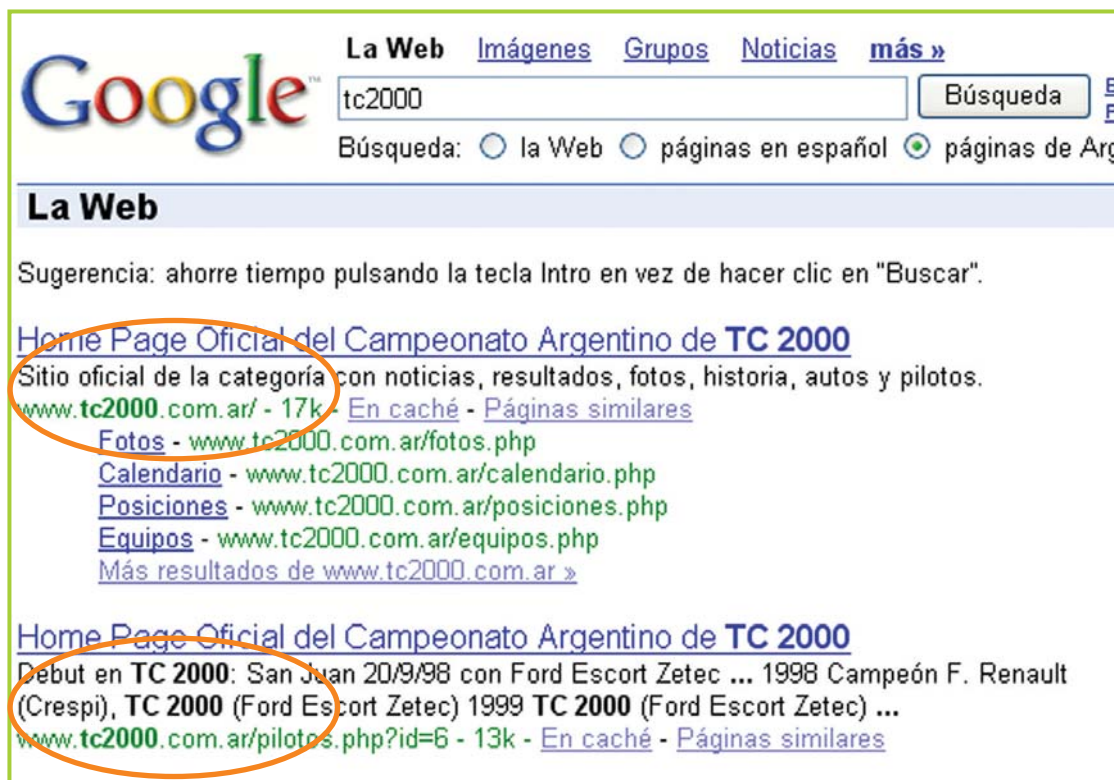 Google™
La Web Imágenes Grupos Noticias más »
tc2000 Búsqueda
Búsqueda: la Web páginas en español páginas de Arg
La Web
Sugerencia: ahorre tiempo pulsando la tecla Intro en vez de hacer clic en "Buscar".
Home Page Oficial del Campeonato Argentino de TC 2000
Sitio oficial de la categoría con noticias, resultados, fotos, historia, autos y pilotos.
www.tc2000.com.ar/ - 17k - En caché - Páginas similares
Fotos - www.tc2000.com.ar/fotos.php
Calendario - www.tc2000.com.ar/calendario.php
Posiciones - www.tc2000.com.ar/posiciones.php
Equipos - www.tc2000.com.ar/equipos.php
Más resultados de www.tc2000.com.ar »
Home Page Oficial del Campeonato Argentino de TC 2000
Debut en TC 2000: San Juan 20/9/98 con Ford Escort Zetec ... 1998 Campeón F. Renault
(Crespi), TC 2000 (Ford Escort Zetec) 1999 TC 2000 (Ford Escort Zetec) ...
www.tc2000.com.ar/pilotos.php?id=6 - 13k - En caché - Páginas similares